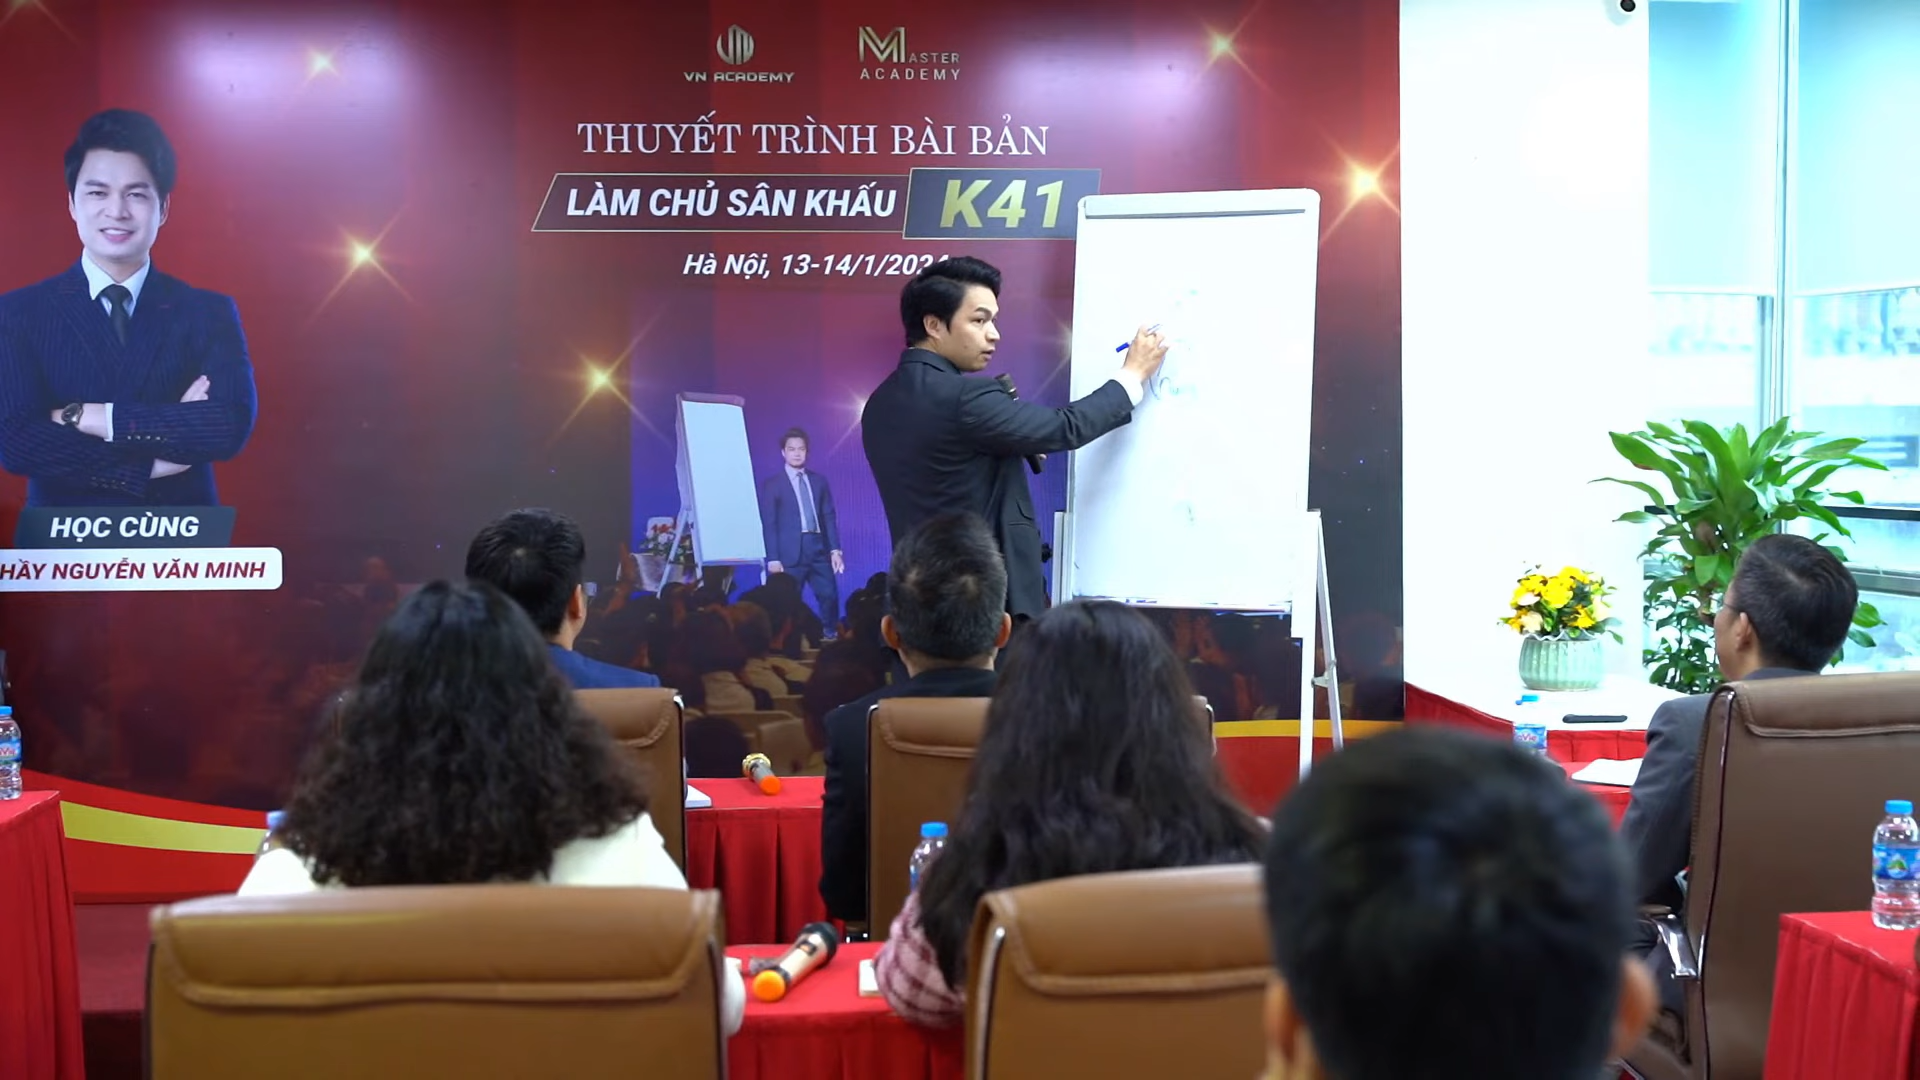 VN ACADEMY
MASTER
ACADEMY
THUYẾT TRÌNH BÀI BẢN
LÀM CHỦ SÂN KHẤU K41
Hà Nội, 13-14/1/2024
HỌC CÙNG
HẦY NGUYỄN VĂN MINH